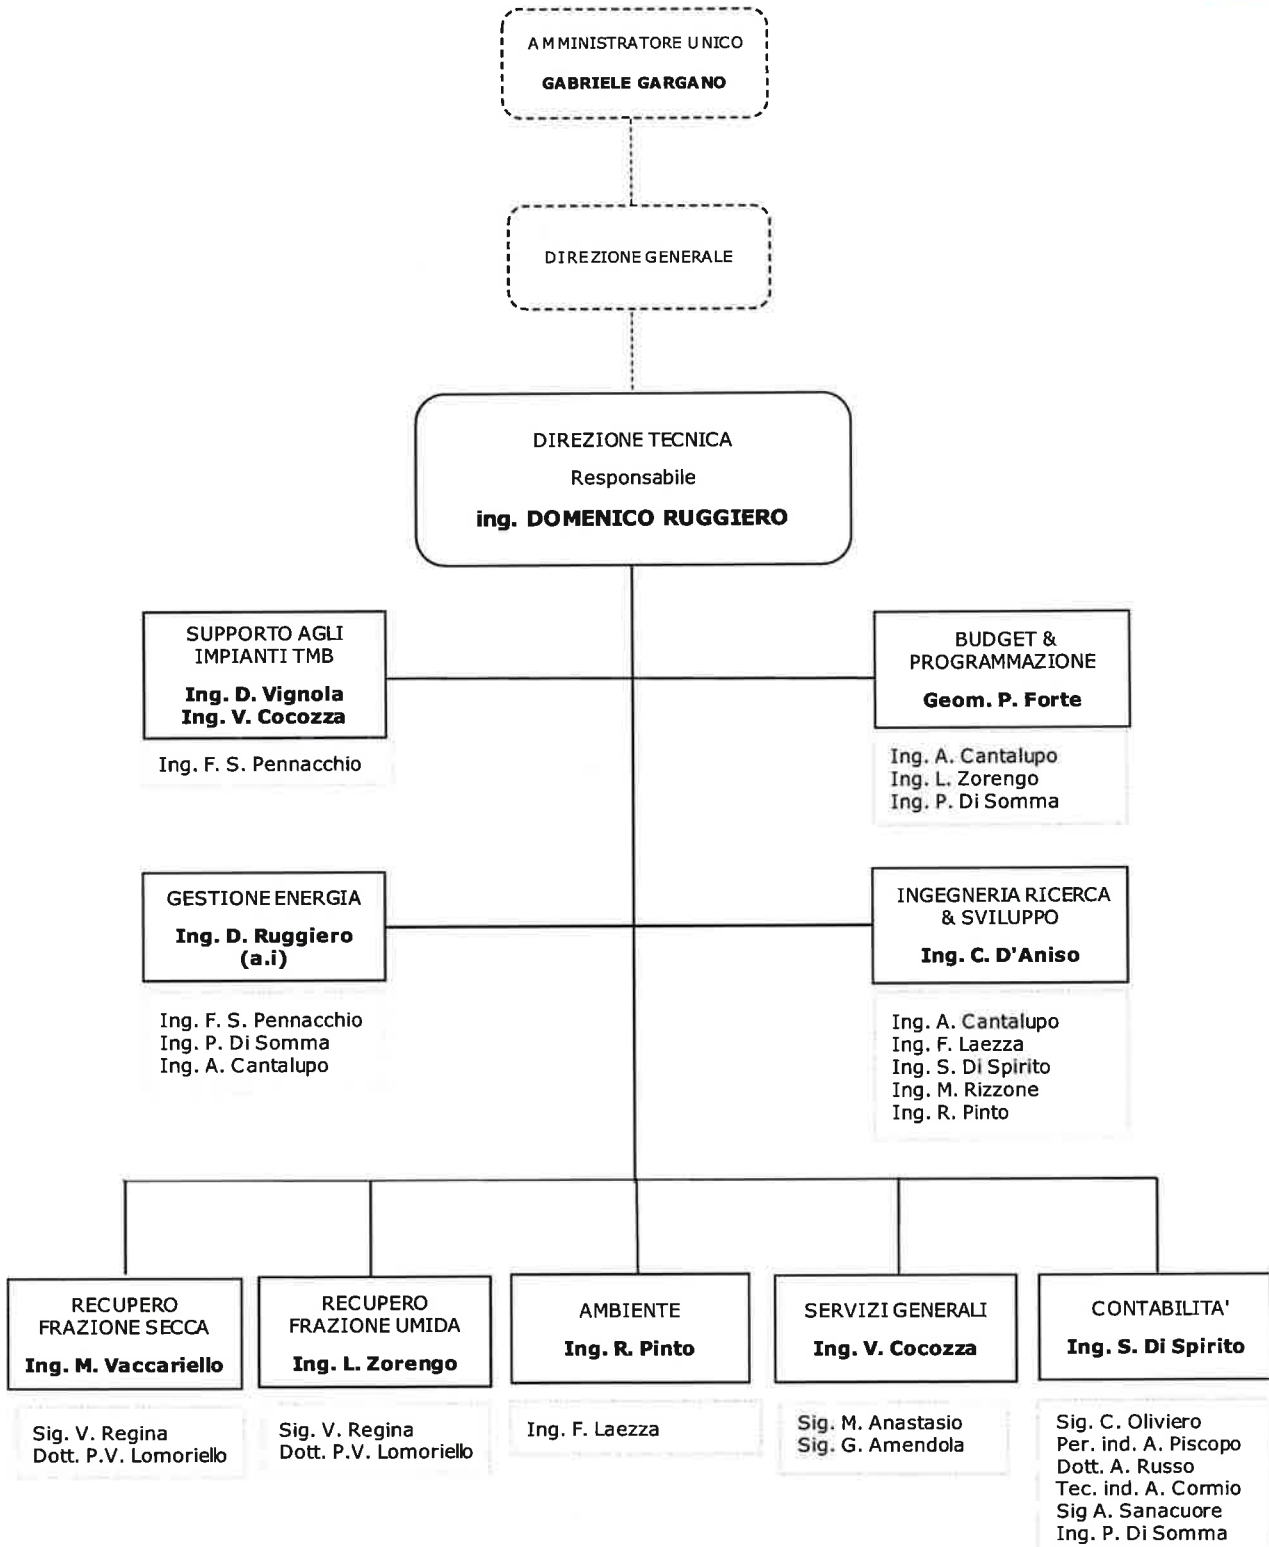 AMMINISTRATORE UNICO
GABRIELE GARGANO
DIREZIONE GENERALE
DIREZIONE TECNICA
Responsabile
ing. DOMENICO RUGGIERO
SUPPORTO AGLI
IMPIANTI TMB
Ing. D. Vignola
Ing. V. Cocozza
Ing. F. S. Pennacchio
BUDGET &
PROGRAMMAZIONE
Geom. P. Forte
Ing. A. Cantalupo
Ing. L. Zorengo
Ing. P. Di Somma
GESTIONE ENERGIA
Ing. D. Ruggiero
(a.i)
Ing. F. S. Pennacchio
Ing. P. Di Somma
Ing. A. Cantalupo
INGEGNERIA RICERCA
& SVILUPPO
Ing. C. D'Aniso
Ing. A. Cantalupo
Ing. F. Laezza
Ing. S. Di Spirito
Ing. M. Rizzone
Ing. R. Pinto
RECUPERO
FRAZIONE SECCA
Ing. M. Vaccariello
Sig. V. Regina
Dott. P.V. Lomoriello
RECUPERO
FRAZIONE UMIDA
Ing. L. Zorengo
Sig. V. Regina
Dott. P.V. Lomoriello
AMBIENTE
Ing. R. Pinto
Ing. F. Laezza
SERVIZI GENERALI
Ing. V. Cocozza
Sig. M. Anastasio
Sig. G. Amendola
CONTABILITA'
Ing. S. Di Spirito
Sig. C. Oliviero
Per. ind. A. Piscopo
Dott. A. Russo
Tec. ind. A. Cormio
Sig A. Sanacuore
Ing. P. Di Somma